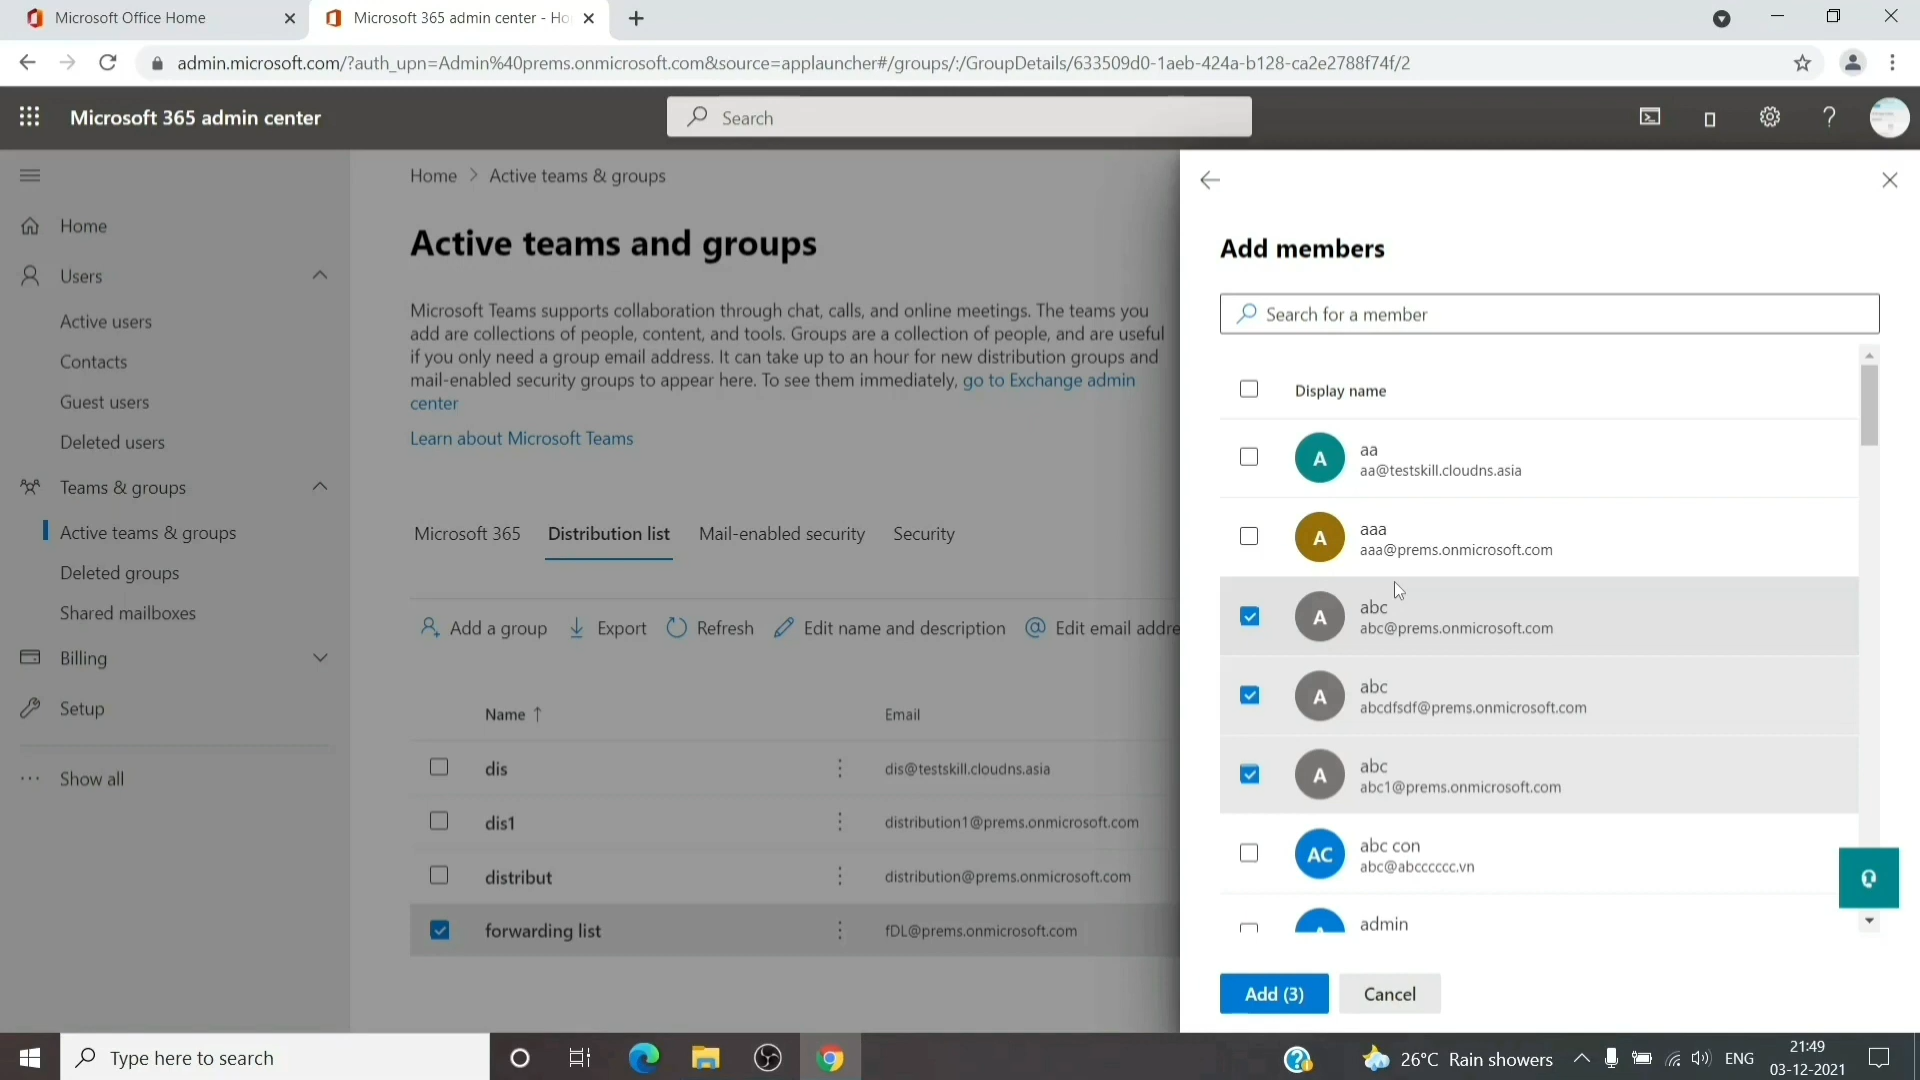 Microsoft Office Home
Microsoft 365 admin center - Ho
admin.microsoft.com/?auth_upn=Admin%40prems.onmicrosoft.com&source=applauncher#/groups/:/GroupDetails/633509d0-1aeb-424a-b128-ca2e2788f74f/2
Microsoft 365 admin center
Search
Home
Users
Active users
Contacts
Guest users
Deleted users
Teams & groups
Active teams & groups
Deleted groups
Shared mailboxes
Billing
Setup
Show all
Home > Active teams & groups
Active teams and groups
Microsoft Teams supports collaboration through chat, calls, and online meetings. The teams you
add are collections of people, content, and tools. Groups are a collection of people, and are useful
if you only need a group email address. It can take up to an hour for new distribution groups and
mail-enabled security groups to appear here. To see them immediately, go to Exchange admin
center
Learn about Microsoft Teams
Microsoft 365 Distribution list Mail-enabled security Security
Add a group Export Refresh Edit name and description Edit email addre
Name ↑ Email
dis dis@testskill.cloudns.asia
dis1 distribution1@prems.onmicrosoft.com
distribut distribution@prems.onmicrosoft.com
forwarding list fDL@prems.onmicrosoft.com
Add members
Search for a member
Display name
A aa
aa@testskill.cloudns.asia
A aaa
aaa@prems.onmicrosoft.com
A abc
abc@prems.onmicrosoft.com
A abc
abcdfsdf@prems.onmicrosoft.com
A abc
abc1@prems.onmicrosoft.com
AC abc con
abc@abcccccc.vn
admin
Add (3) Cancel
Type here to search
26°C Rain showers
ENG
21:49
03-12-2021